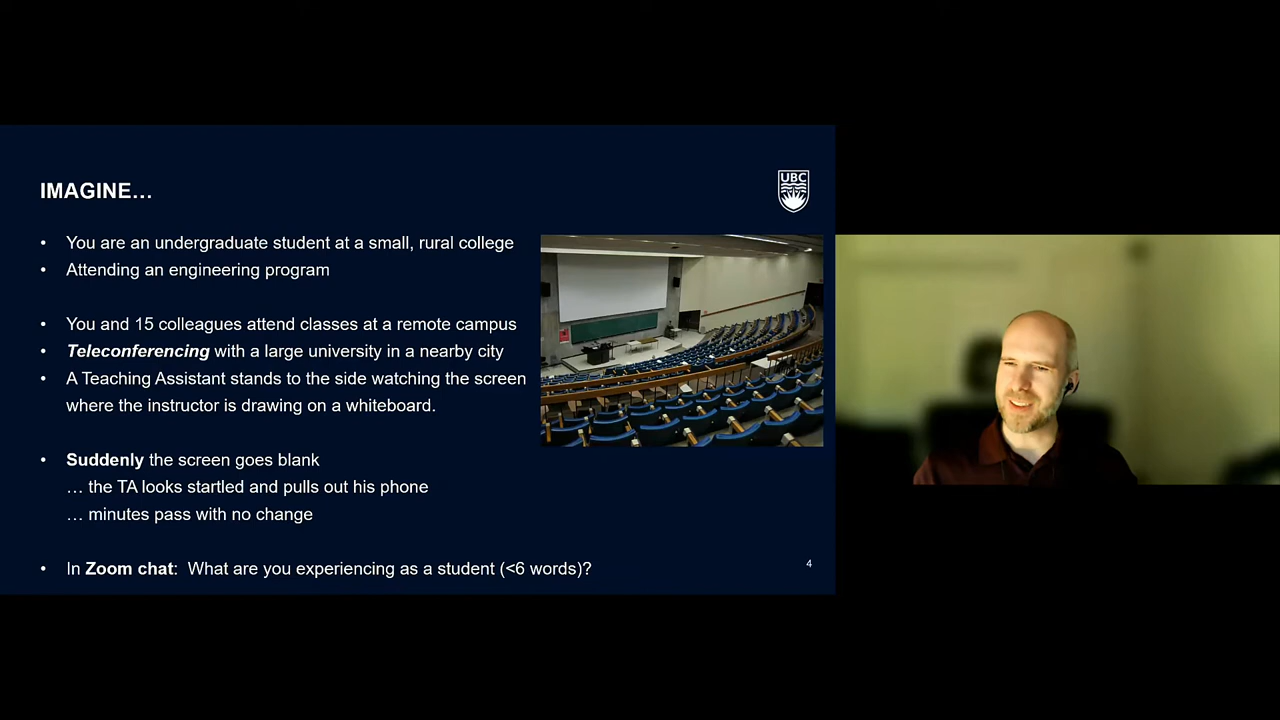 IMAGINE…
UBC
• You are an undergraduate student at a small, rural college
• Attending an engineering program
• You and 15 colleagues attend classes at a remote campus
• Teleconferencing with a large university in a nearby city
• A Teaching Assistant stands to the side watching the screen
where the instructor is drawing on a whiteboard.
• Suddenly the screen goes blank
… the TA looks startled and pulls out his phone
… minutes pass with no change
• In Zoom chat: What are you experiencing as a student (<6 words)?
4